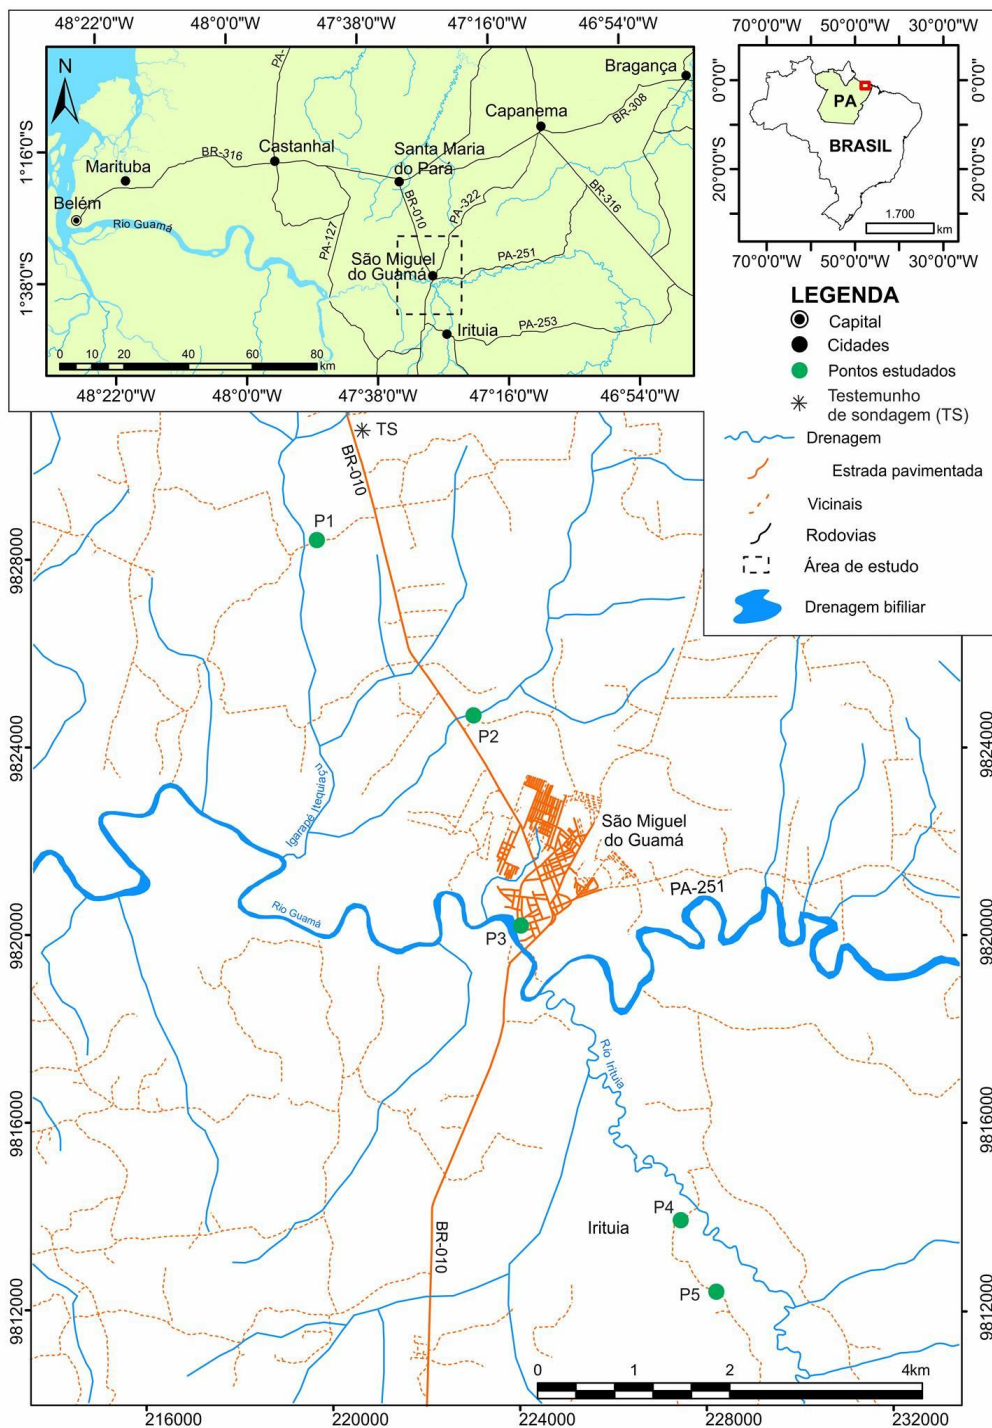 48°22'0"W
48°0'0"W
47°38'0"W
47°16'0"W
46°54'0"W
70°0'0"W
50°0'0"W
30°0'0"W
N
PA-
Bragança
BR-308
Capanema
BR-316
Castanhal
Santa Maria
do Pará
Marituba
Belém
Rio Guamá
BR-010
PA-322
BR-316
PA-127
São Miguel
do Guamá
PA-251
PA-253
Irituia
1°16'0"S
1°38'0"S
0 10 20 40 60 80
km
48°22'0"W
48°0'0"W
47°38'0"W
47°16'0"W
46°54'0"W
0°0'0"
20°0'0"S
PA
BRASIL
1.700
km
0°0'0"
20°0'0"S
70°0'0"W
50°0'0"W
30°0'0"W
LEGENDA
Capital
Cidades
Pontos estudados
Testemunho
de sondagem (TS)
Drenagem
Estrada pavimentada
Vicinais
Rodovias
Área de estudo
Drenagem bifiliar
TS
BR-010
P1
9828000
P2
9824000
9824000
Igarapé Itequiaçú
São Miguel
do Guamá
PA-251
Rio Guamá
P3
9820000
9820000
Rio Irituia
9816000
9816000
P4
Irituia
BR-010
P5
9812000
9812000
0 1 2 4km
216000
220000
224000
228000
232000